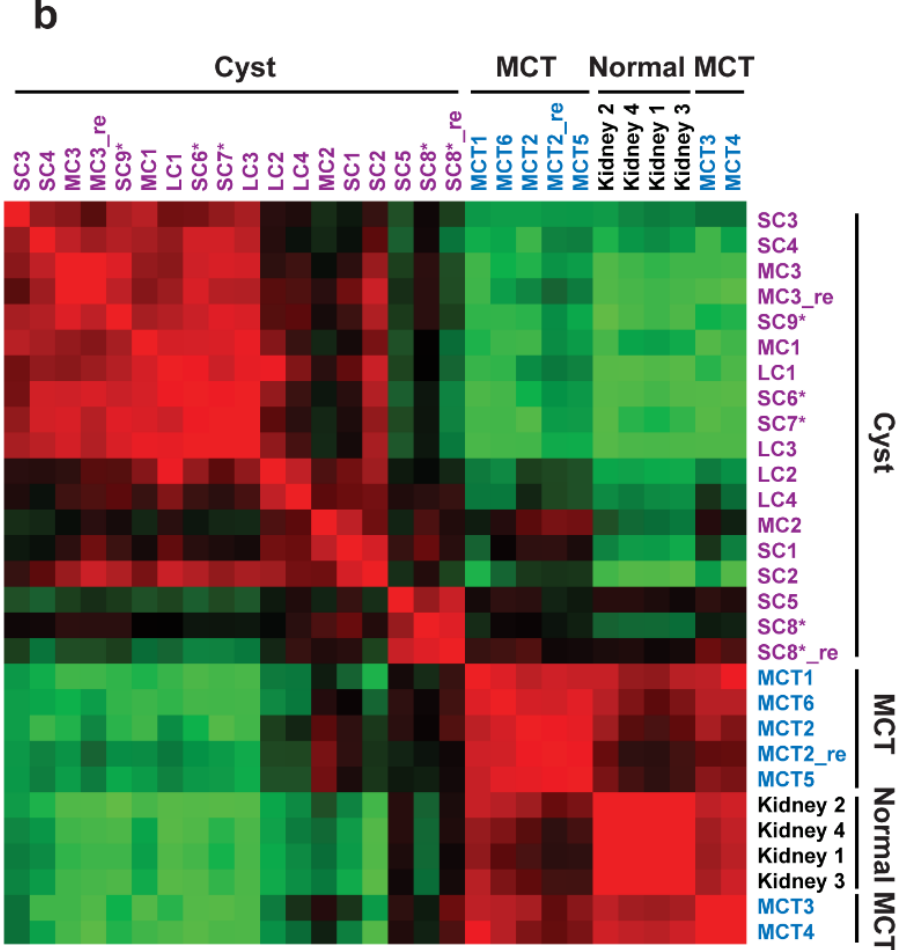 b
Cyst MCT Normal MCT
SC3 SC4 MC3 MC3_re SC9* MC1 LC1 SC6* SC7* LC3 LC2 LC4 MC2 SC1 SC2 SC5 SC8* SC8*_re MCT1 MCT6 MCT2 MCT2_re MCT5 Kidney 2 Kidney 4 Kidney 1 Kidney 3 MCT3 MCT4
SC3
SC4
MC3
MC3_re
SC9*
MC1
LC1
SC6*
SC7*
LC3
LC2
LC4
MC2
SC1
SC2
SC5
SC8*
SC8*_re
MCT1
MCT6
MCT2
MCT2_re
MCT5
Kidney 2
Kidney 4
Kidney 1
Kidney 3
MCT3
MCT4
Cyst
MCT
Normal
MCT